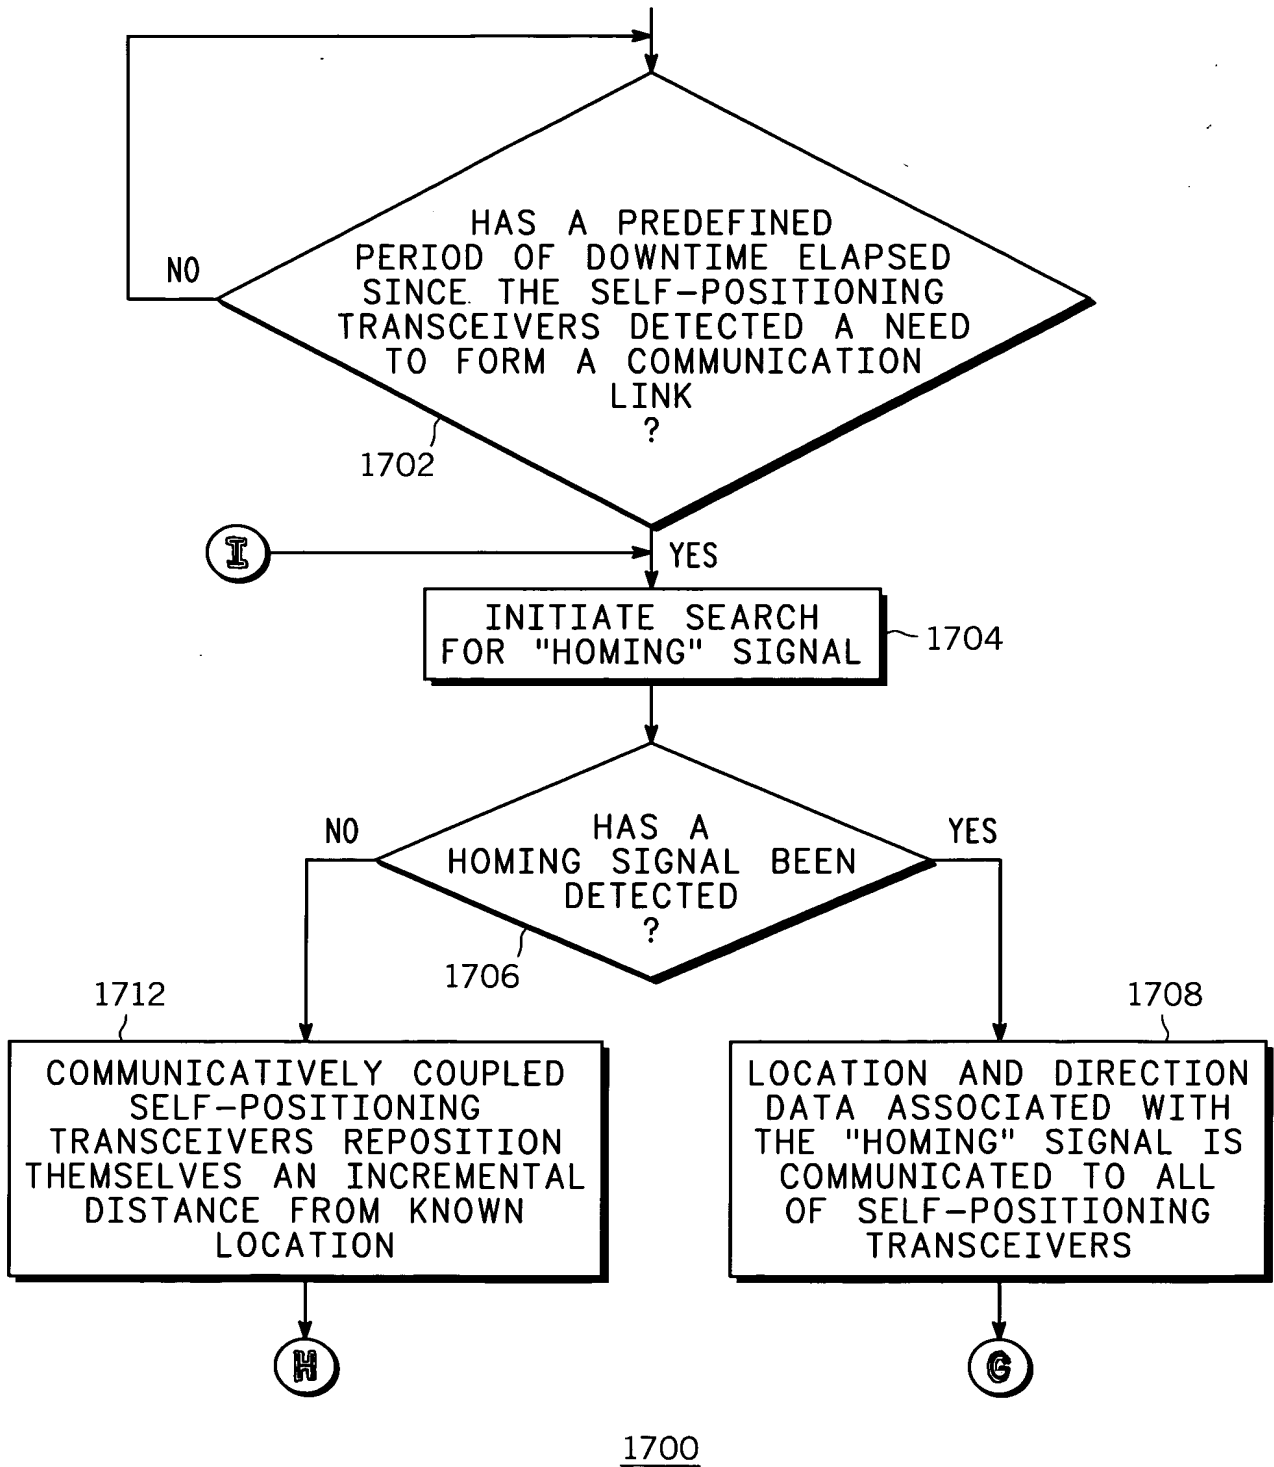 HAS A PREDEFINED
PERIOD OF DOWNTIME ELAPSED
SINCE THE SELF-POSITIONING
TRANSCEIVERS DETECTED A NEED
TO FORM A COMMUNICATION
LINK
?
NO
1702
I
YES
INITIATE SEARCH
FOR "HOMING" SIGNAL
1704
HAS A
HOMING SIGNAL BEEN
DETECTED
?
NO
YES
1706
1712
COMMUNICATIVELY COUPLED
SELF-POSITIONING
TRANSCEIVERS REPOSITION
THEMSELVES AN INCREMENTAL
DISTANCE FROM KNOWN
LOCATION
H
1708
LOCATION AND DIRECTION
DATA ASSOCIATED WITH
THE "HOMING" SIGNAL IS
COMMUNICATED TO ALL
OF SELF-POSITIONING
TRANSCEIVERS
G
1700